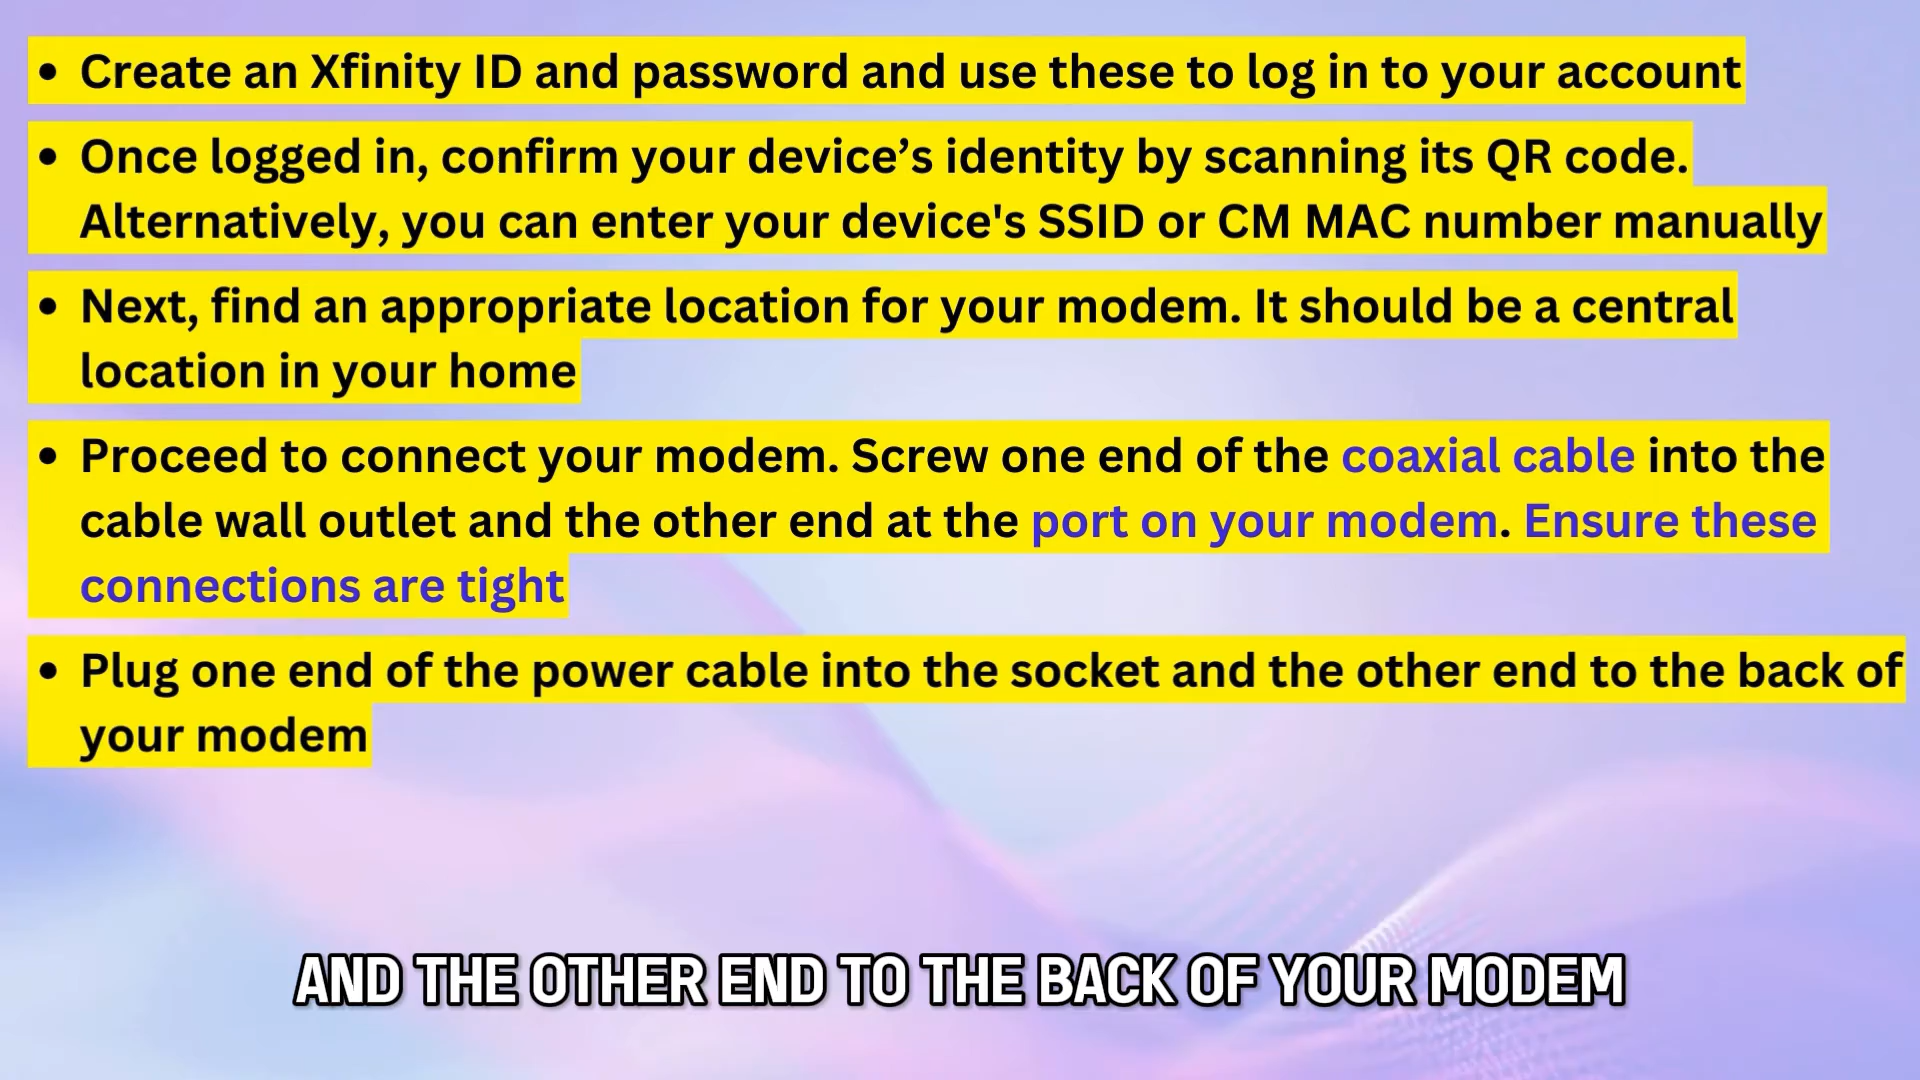 • Create an Xfinity ID and password and use these to log in to your account
• Once logged in, confirm your device’s identity by scanning its QR code.
Alternatively, you can enter your device's SSID or CM MAC number manually
• Next, find an appropriate location for your modem. It should be a central
location in your home
• Proceed to connect your modem. Screw one end of the coaxial cable into the
cable wall outlet and the other end at the port on your modem. Ensure these
connections are tight
• Plug one end of the power cable into the socket and the other end to the back of
your modem
AND THE OTHER END TO THE BACK OF YOUR MODEM